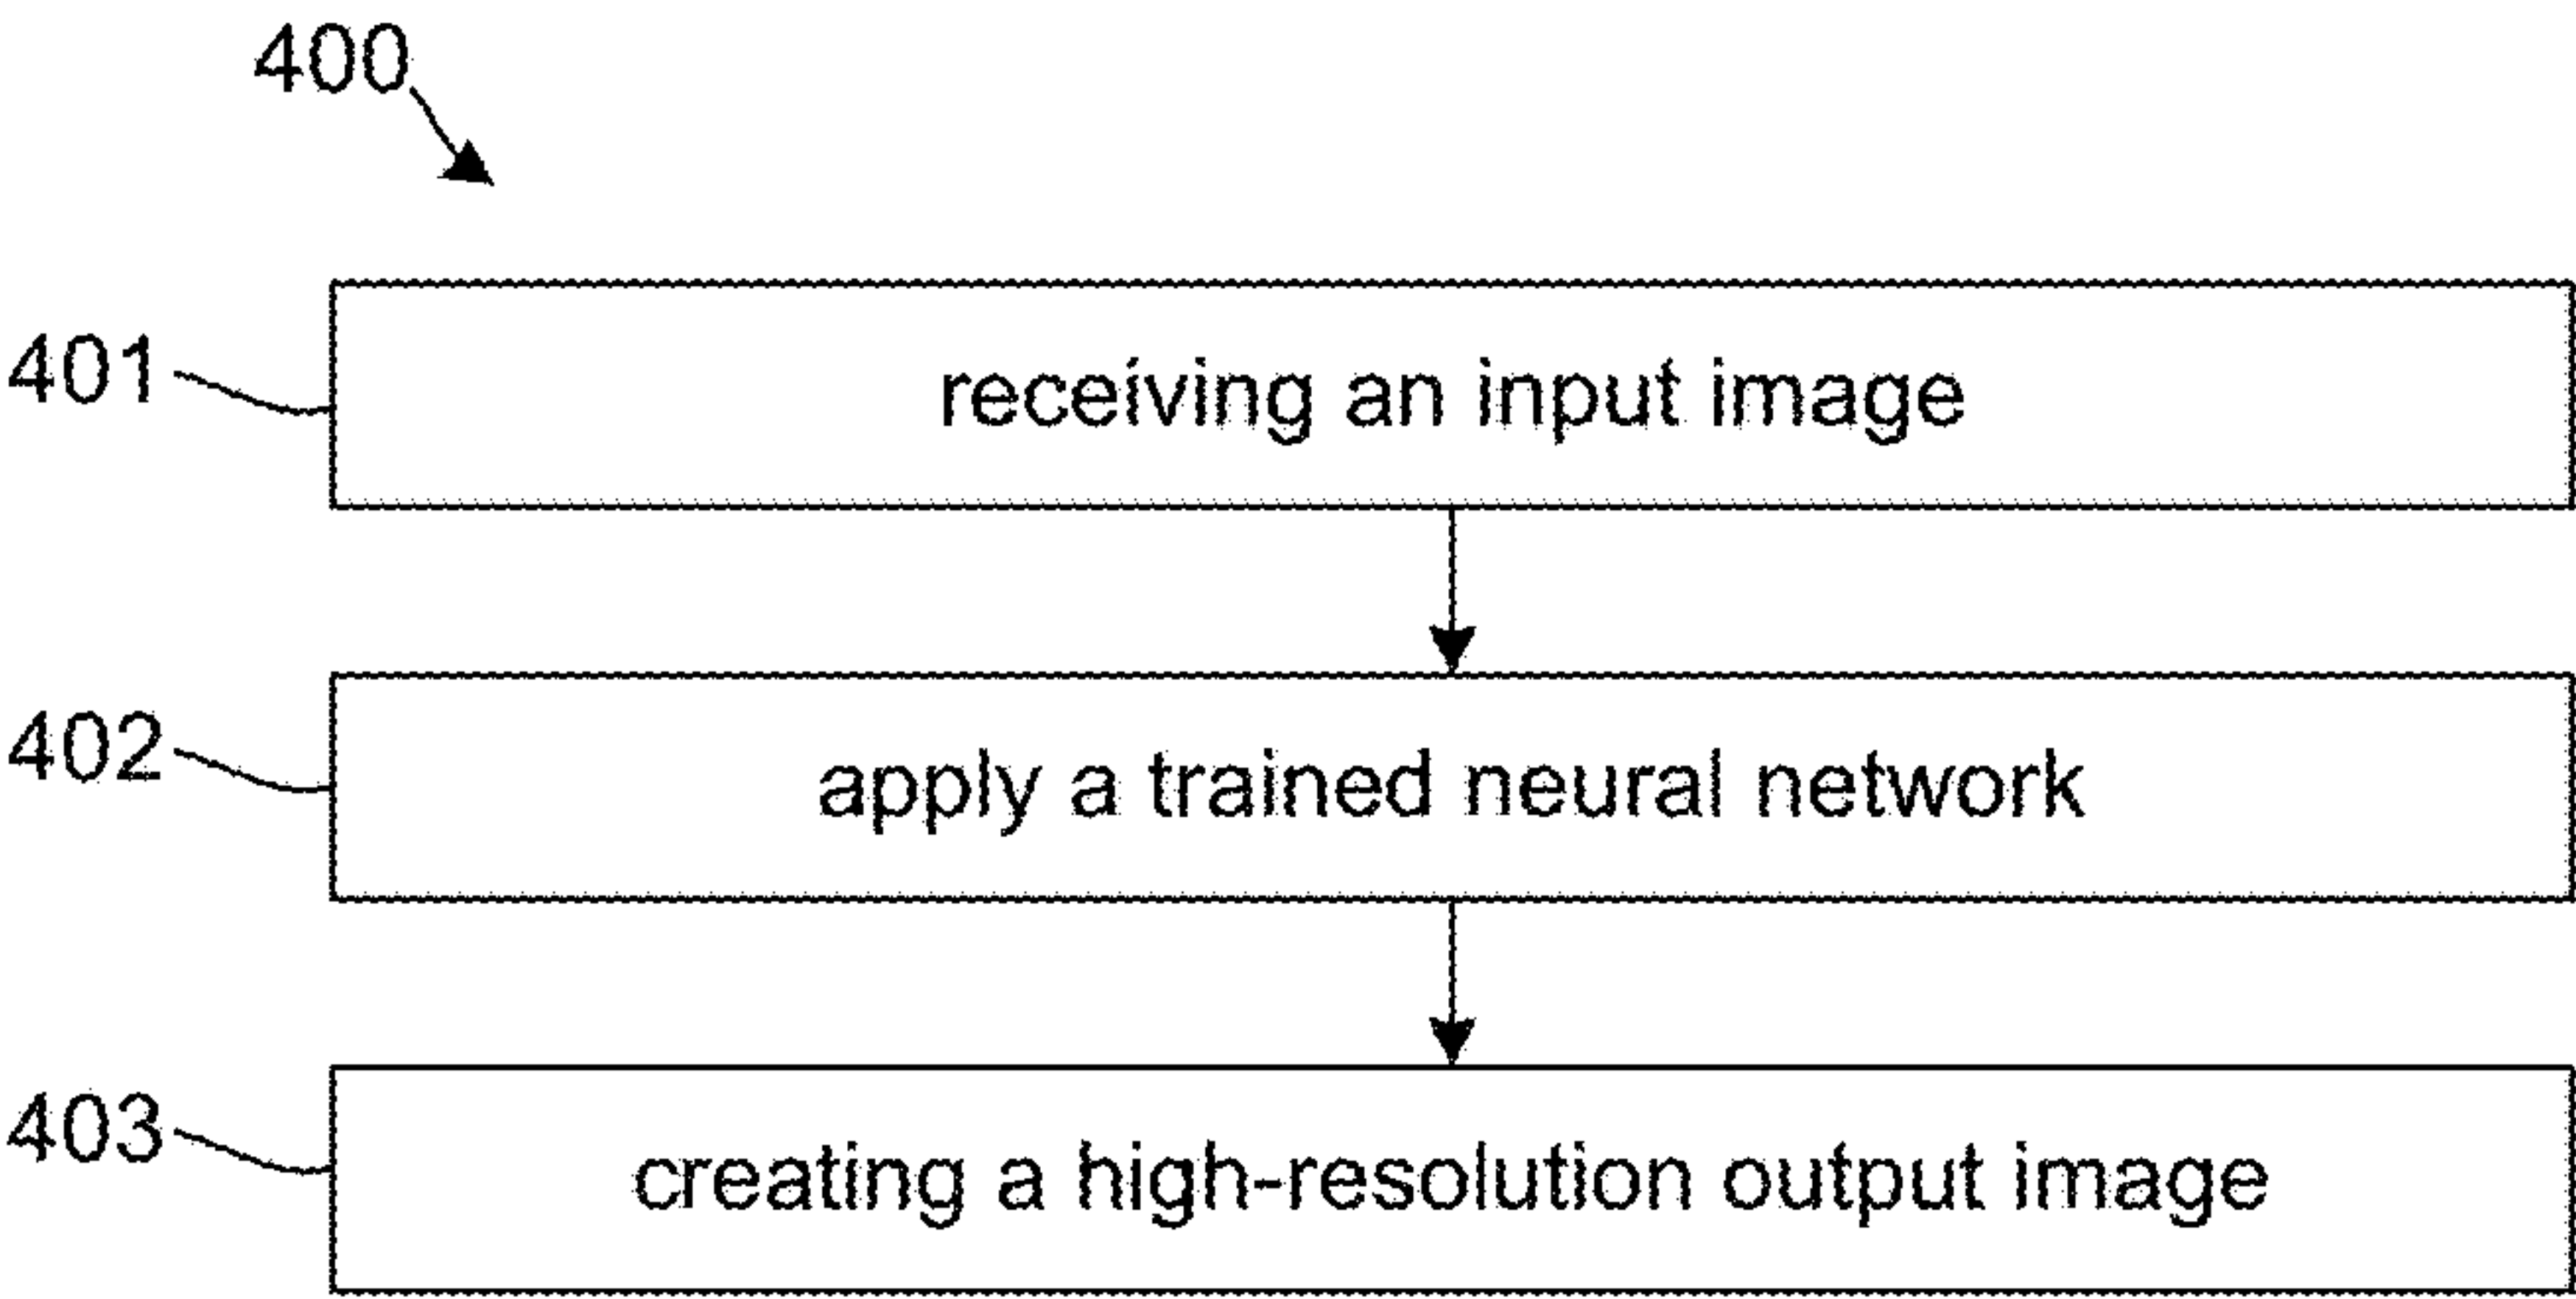 400
401 receiving an input image
402 apply a trained neural network
403 creating a high-resolution output image